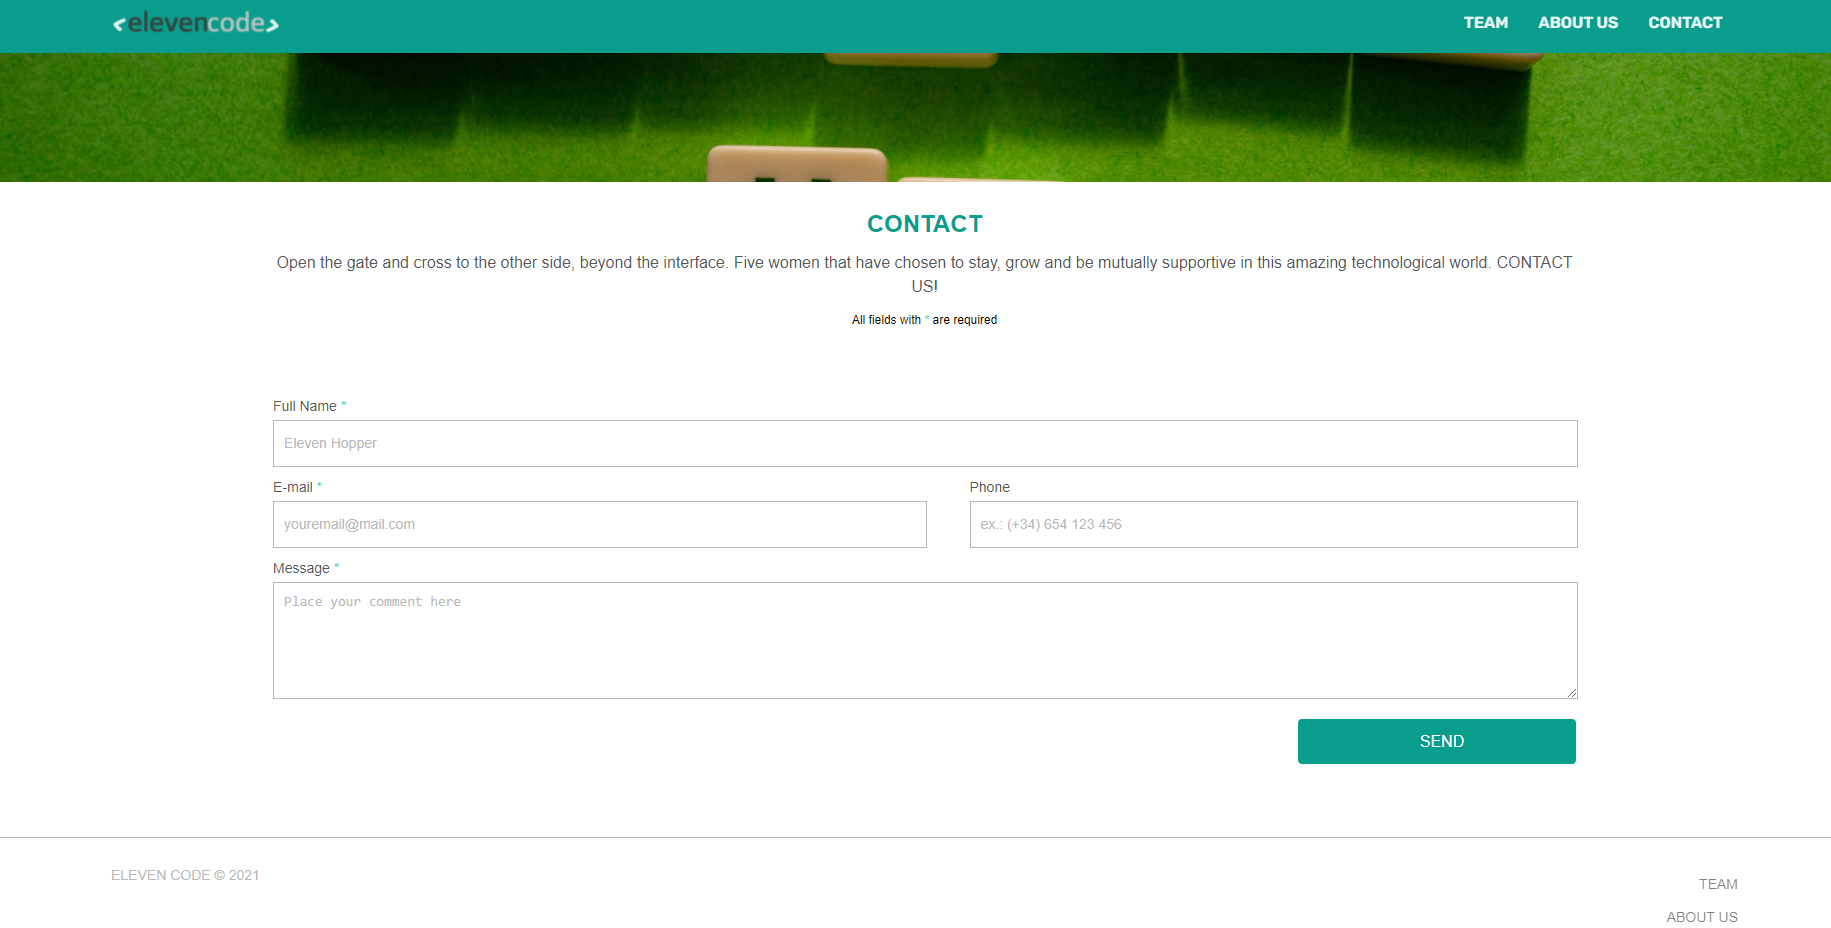 <elevencode>
TEAM ABOUT US CONTACT
CONTACT
Open the gate and cross to the other side, beyond the interface. Five women that have chosen to stay, grow and be mutually supportive in this amazing technological world. CONTACT
US!
All fields with * are required
Full Name *
Eleven Hopper
E-mail *
Phone
youremail@mail.com
ex.: (+34) 654 123 456
Message *
Place your comment here
SEND
ELEVEN CODE © 2021
TEAM
ABOUT US